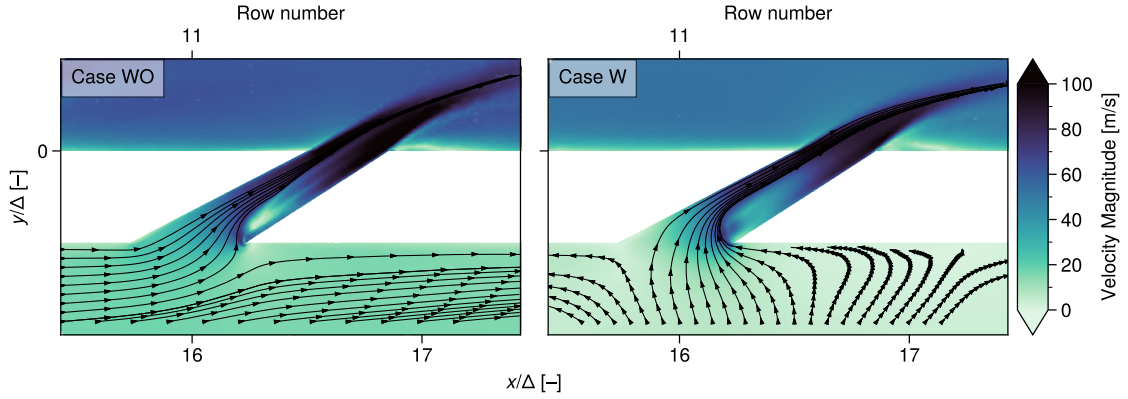 Row number
Row number
11
11
Case WO
Case W
100
80
60
40
20
0
Velocity Magnitude [m/s]
0
y/Δ [−]
16
17
16
17
x/Δ [−]